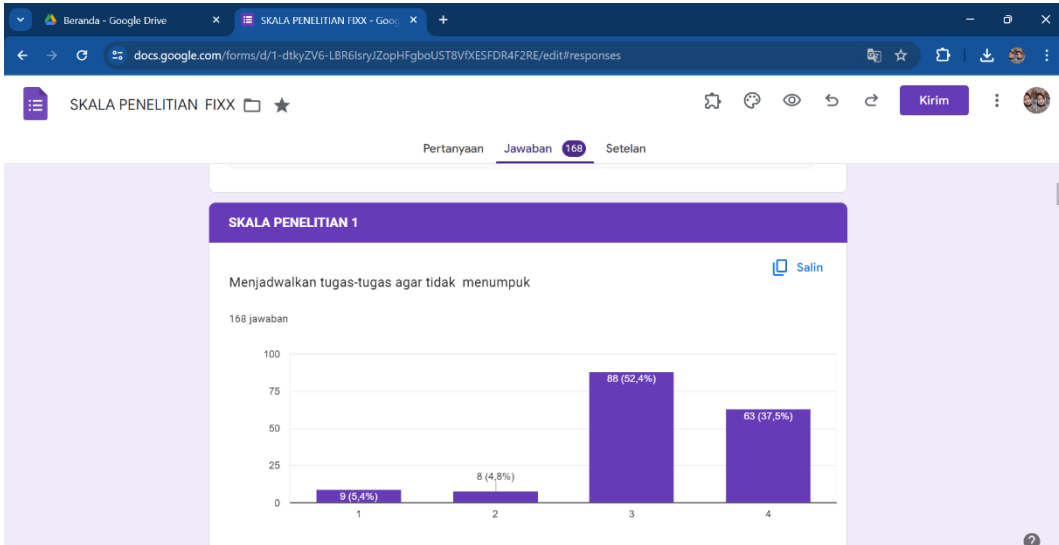 Beranda - Google Drive
SKALA PENELITIAN FIXX - Goog
docs.google.com/forms/d/1-dtkyZV6-LBR6IsryJZopHFgboUST8VfXESFDR4F2RE/edit#responses
SKALA PENELITIAN FIXX
Kirim
Pertanyaan Jawaban 168 Setelan
SKALA PENELITIAN 1
Salin
Menjadwalkan tugas-tugas agar tidak menumpuk
168 jawaban
100
75
50
25
0
9 (5,4%)
8 (4,8%)
88 (52,4%)
63 (37,5%)
1 2 3 4